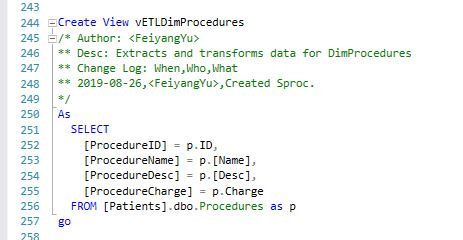 243
244 Create View vETLDimProcedures
245 /* Author: <FeiyangYu>
246 ** Desc: Extracts and transforms data for DimProcedures
247 ** Change Log: When,Who,What
248 ** 2019-08-26,<FeiyangYu>,Created Sproc.
249 */
250 As
251 SELECT
252 [ProcedureID] = p.ID,
253 [ProcedureName] = p.[Name],
254 [ProcedureDesc] = p.[Desc],
255 [ProcedureCharge] = p.Charge
256 FROM [Patients].dbo.Procedures as p
257 go
258